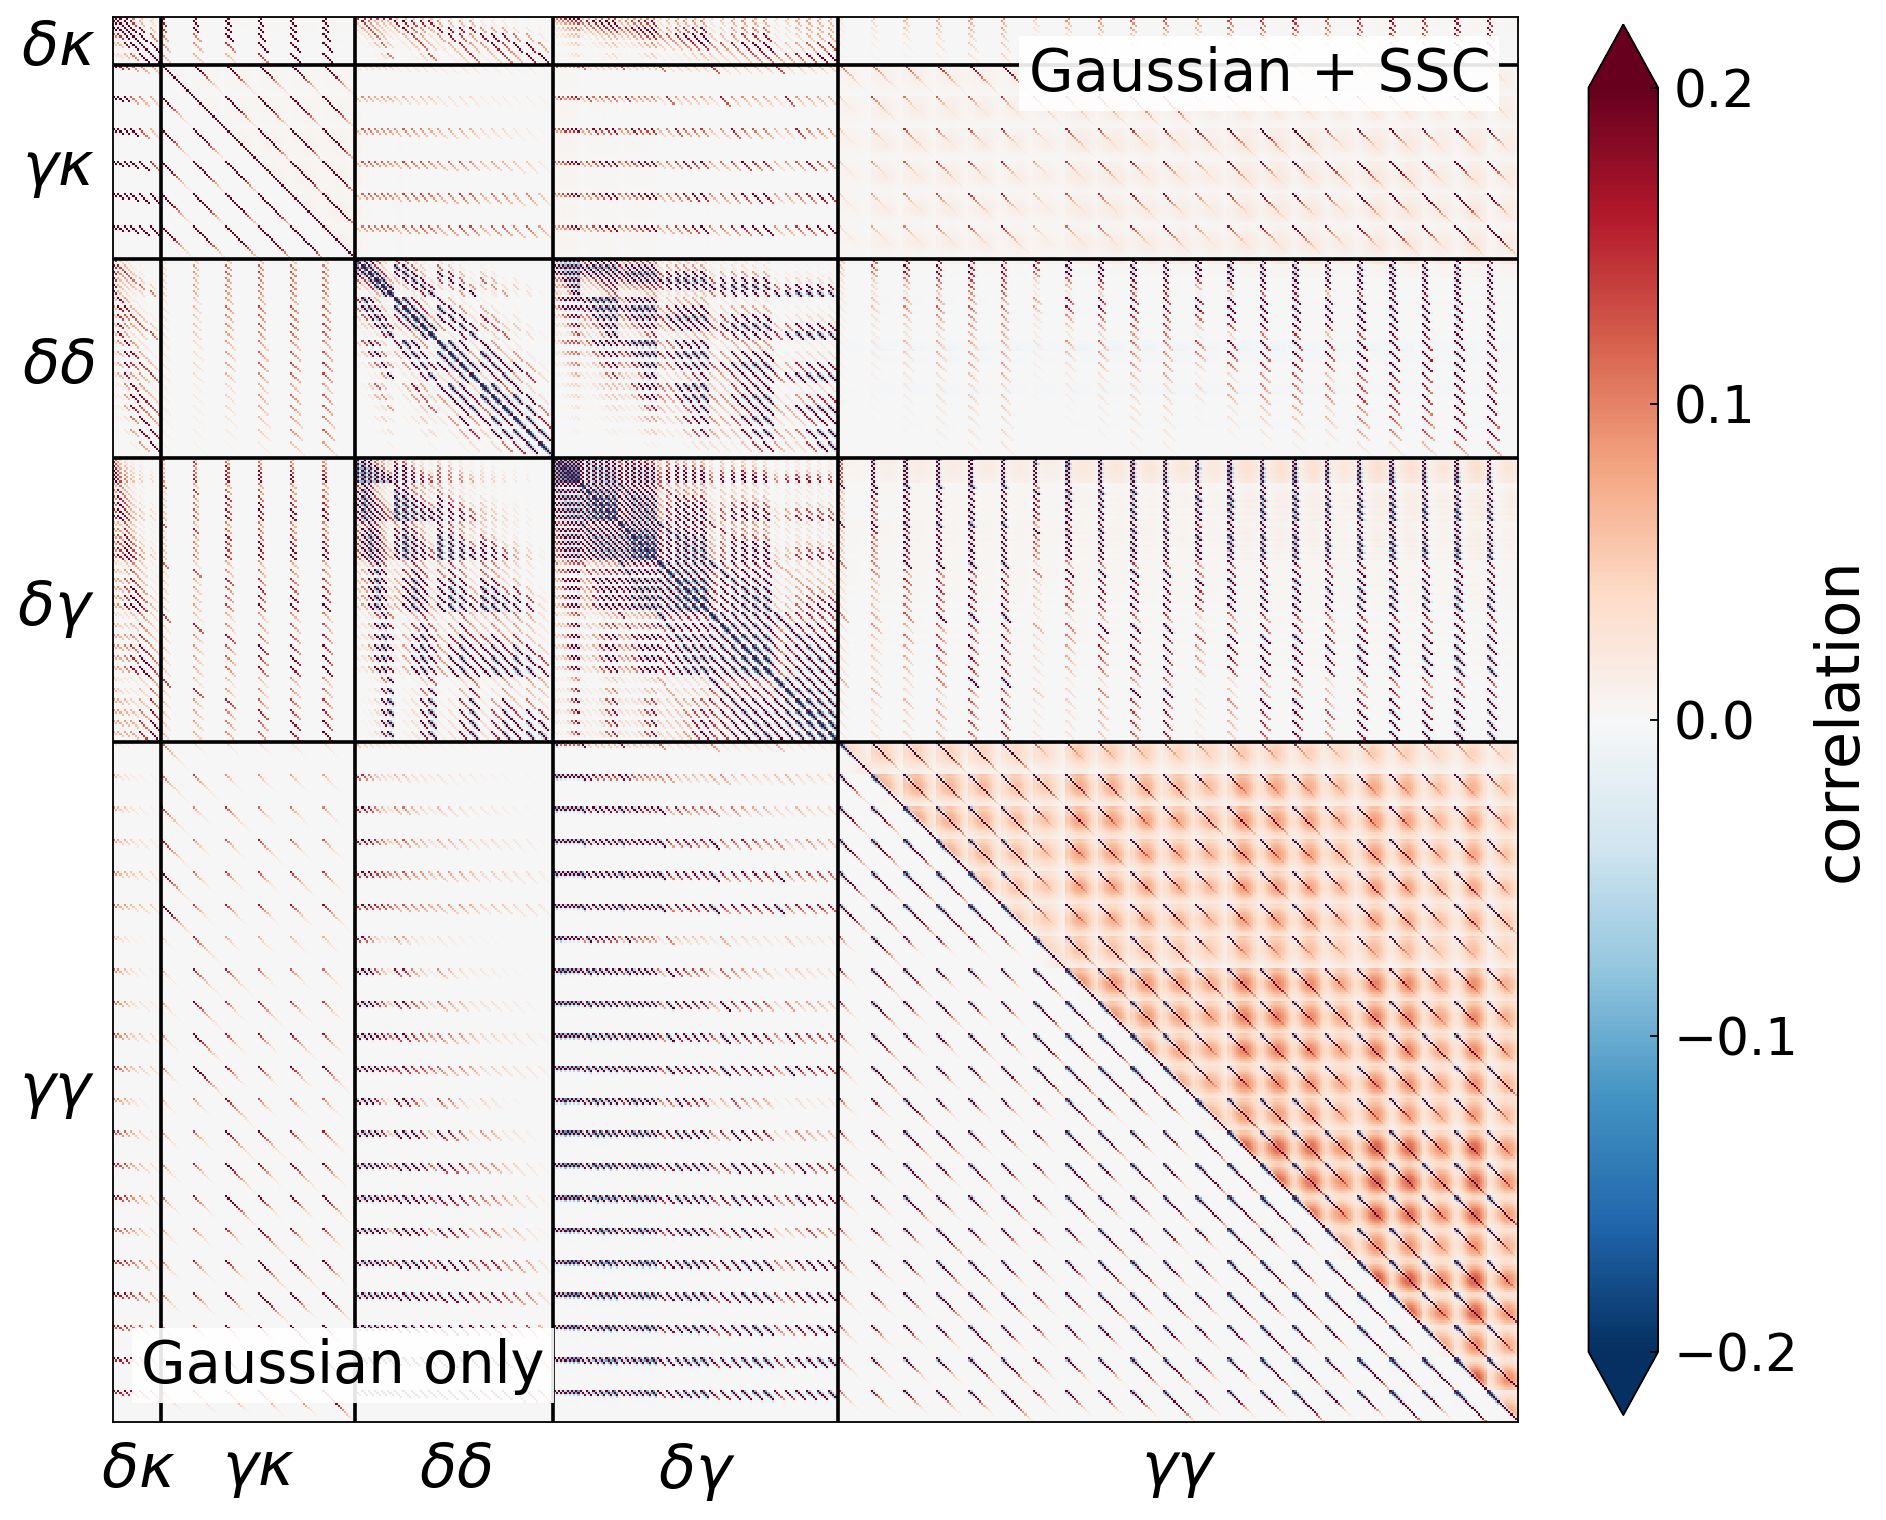 δκ
γκ
δδ
δγ
γγ
Gaussian + SSC
Gaussian only
δκ γκ δδ δγ γγ
0.2
0.1
0.0
−0.1
−0.2
correlation